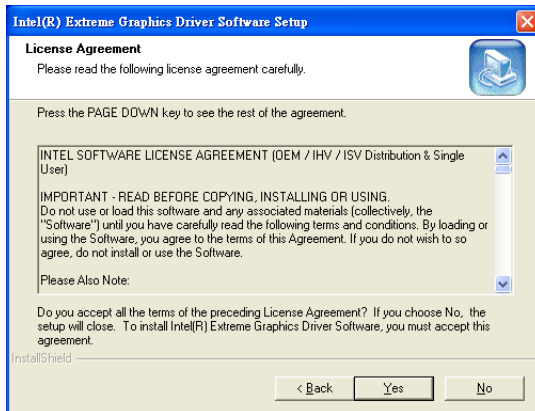 Intel(R) Extreme Graphics Driver Software Setup
License Agreement
Please read the following license agreement carefully.
Press the PAGE DOWN key to see the rest of the agreement.
INTEL SOFTWARE LICENSE AGREEMENT (OEM / IHV / ISV Distribution & Single
User)
IMPORTANT - READ BEFORE COPYING, INSTALLING OR USING.
Do not use or load this software and any associated materials (collectively, the
"Software") until you have carefully read the following terms and conditions. By loading or
using the Software, you agree to the terms of this Agreement. If you do not wish to so
agree, do not install or use the Software.
Please Also Note:
Do you accept all the terms of the preceding License Agreement? If you choose No, the
setup will close. To install Intel(R) Extreme Graphics Driver Software, you must accept this
agreement.
InstallShield
< Back Yes No